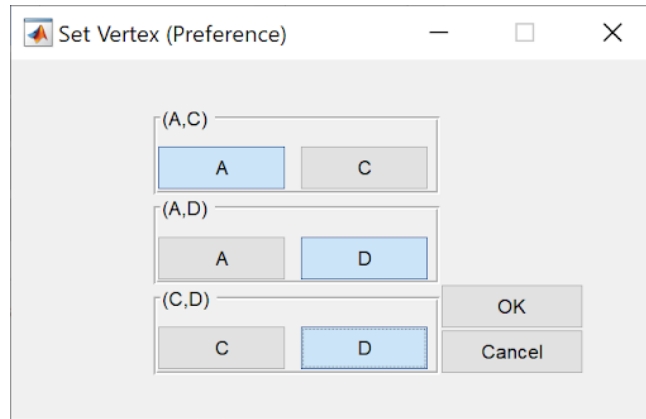 Set Vertex (Preference)
(A,C)
A C
(A,D)
A D
(C,D)
C D
OK
Cancel